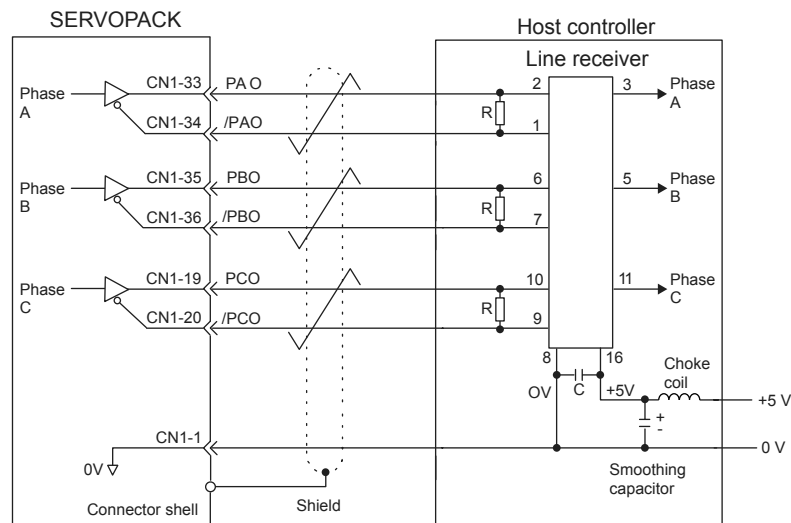 SERVOPACK
Host controller
Line receiver
Phase
A
CN1-33
PAO
CN1-34
/PAO
R
2
1
3
Phase
A
Phase
B
CN1-35
PBO
CN1-36
/PBO
R
6
7
5
Phase
B
Phase
C
CN1-19
PCO
CN1-20
/PCO
R
10
9
11
Phase
C
8
16
OV
C
+5V
Choke
coil
+5 V
+
-
CN1-1
0V
0 V
Smoothing
capacitor
Connector shell
Shield